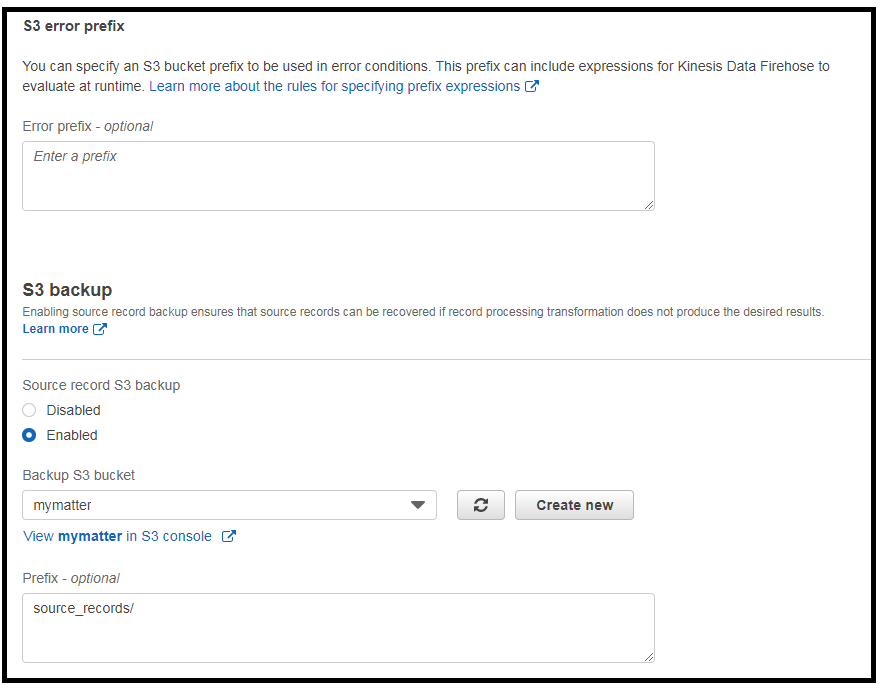 S3 error prefix
You can specify an S3 bucket prefix to be used in error conditions. This prefix can include expressions for Kinesis Data Firehose to
evaluate at runtime. Learn more about the rules for specifying prefix expressions
Error prefix - optional
Enter a prefix
S3 backup
Enabling source record backup ensures that source records can be recovered if record processing transformation does not produce the desired results.
Learn more
Source record S3 backup
Disabled
Enabled
Backup S3 bucket
mymatter
Create new
View mymatter in S3 console
Prefix - optional
source_records/